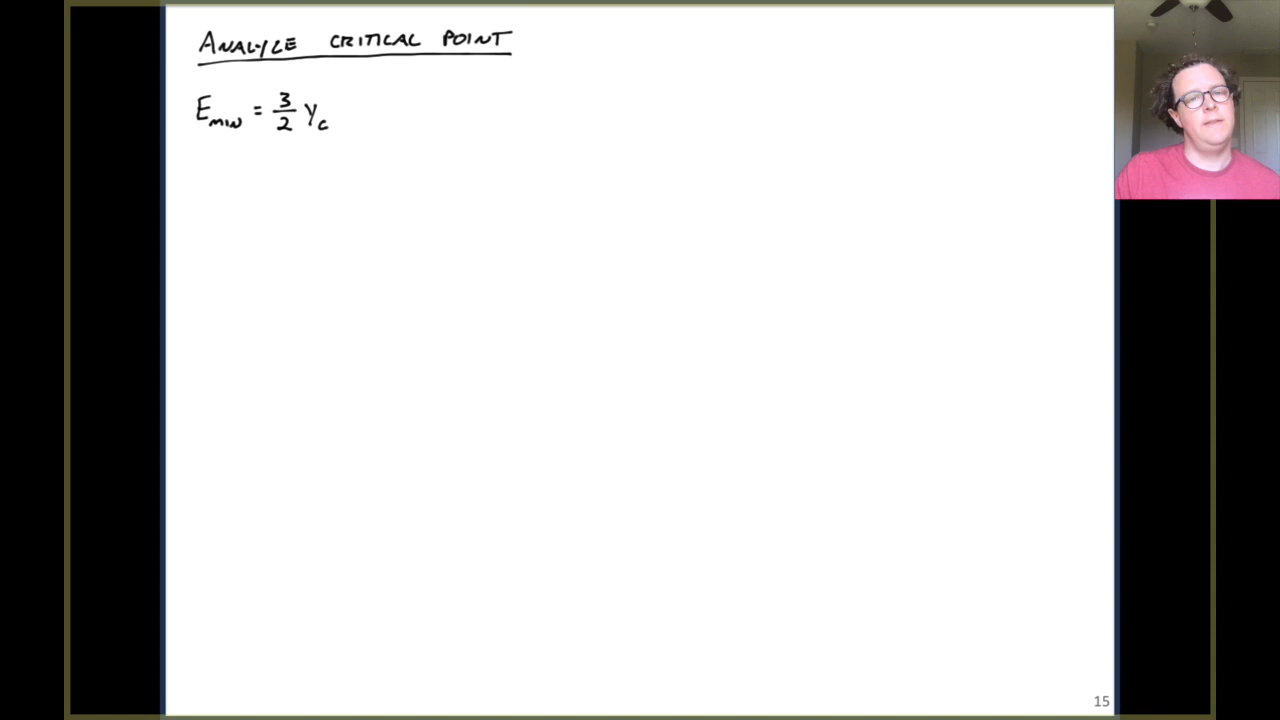 ANALYZE CRITICAL POINT
E_MIN = 3/2 y_c
15